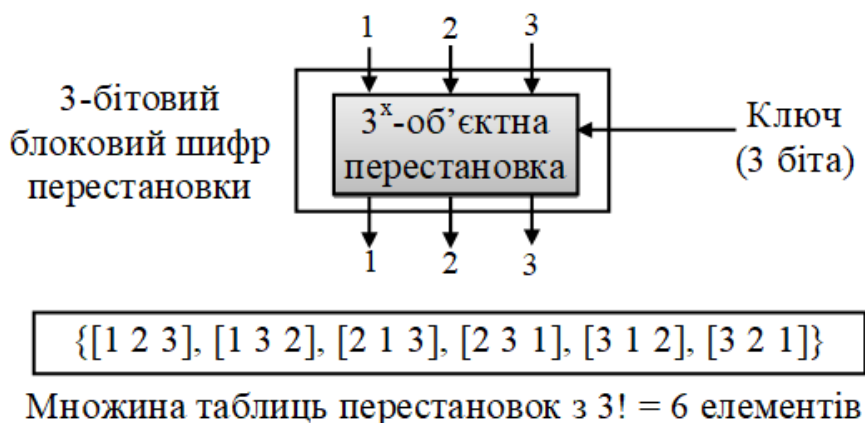 1 2 3
3-бітовий
блоковий шифр
перестановки
3ˣ-об’єктна
перестановка
Ключ
(3 біта)
1 2 3
{[1 2 3], [1 3 2], [2 1 3], [2 3 1], [3 1 2], [3 2 1]}
Множина таблиць перестановок з 3! = 6 елементів